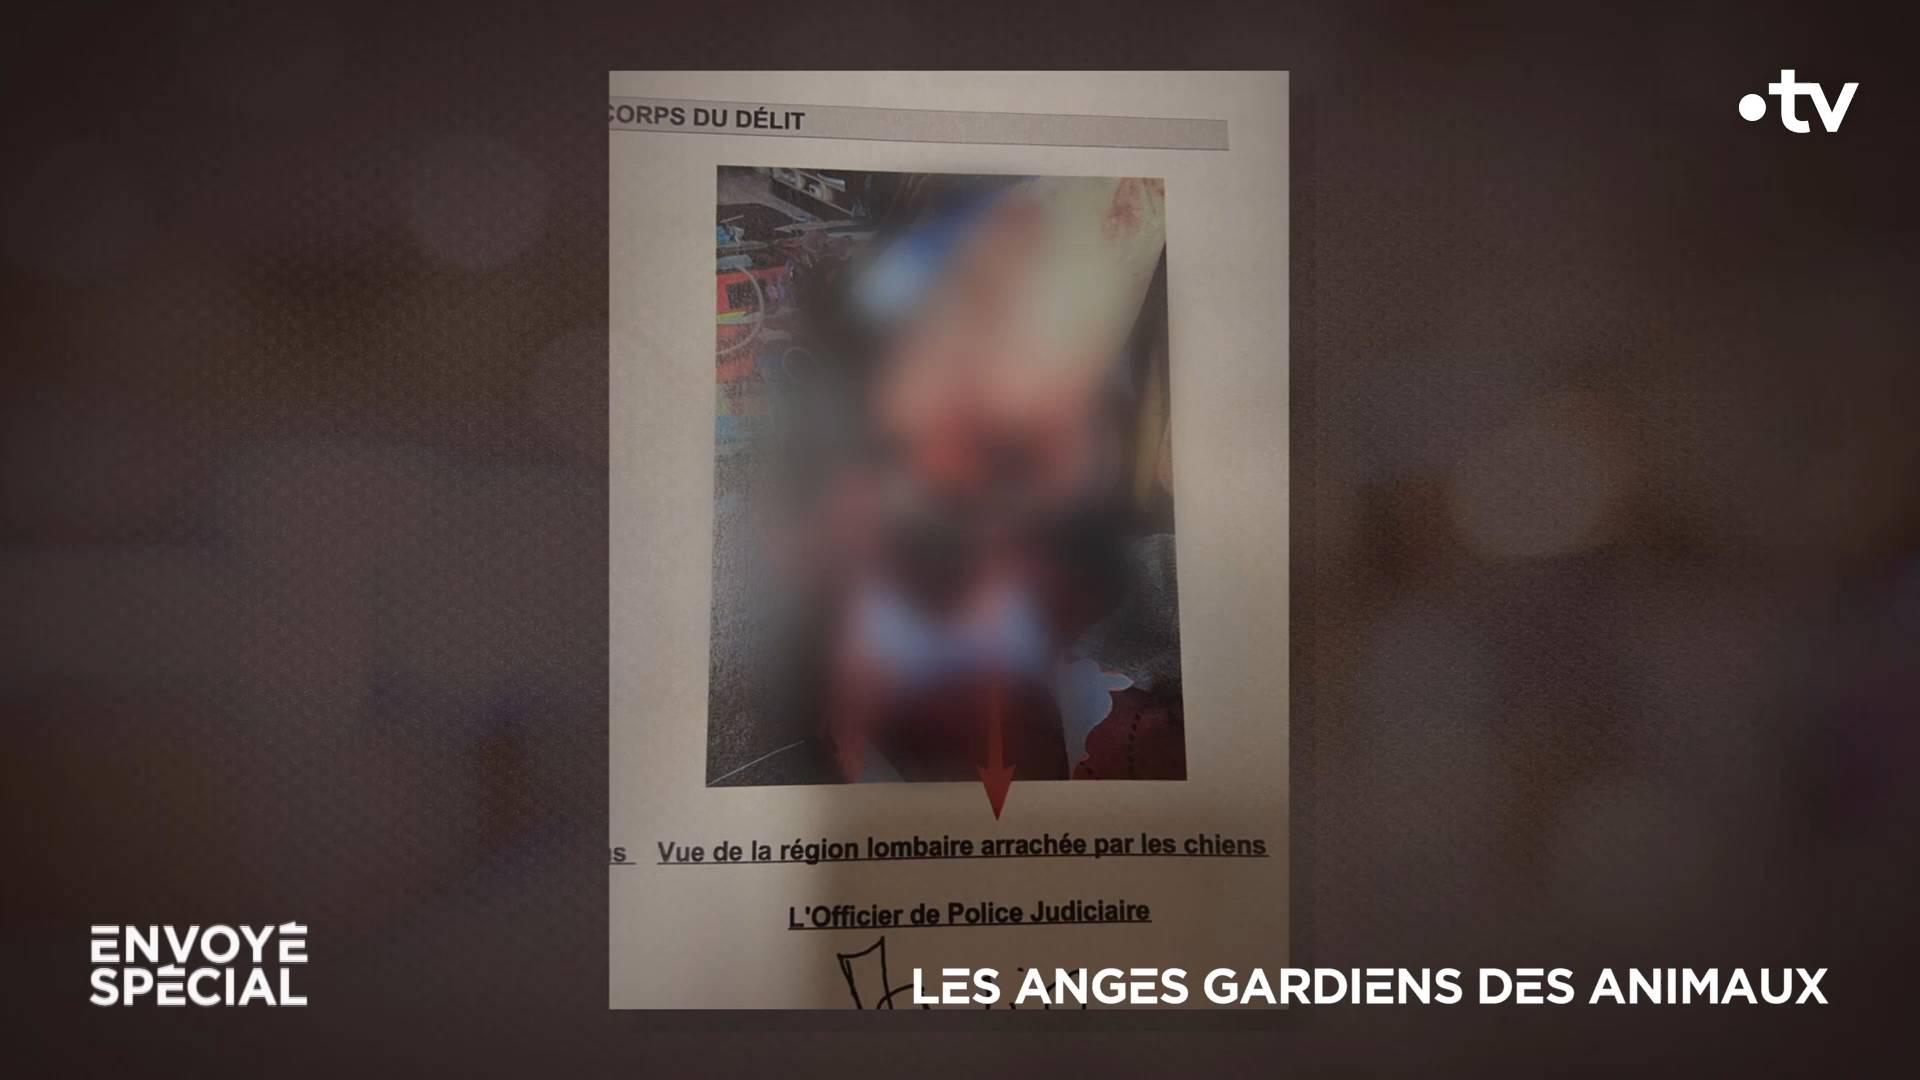 CORPS DU DÉLIT
.tv
Vue de la région lombaire arrachée par les chiens
L'Officier de Police Judiciaire
ENVOYÉ
SPÉCIAL
LES ANGES GARDIENS DES ANIMAUX